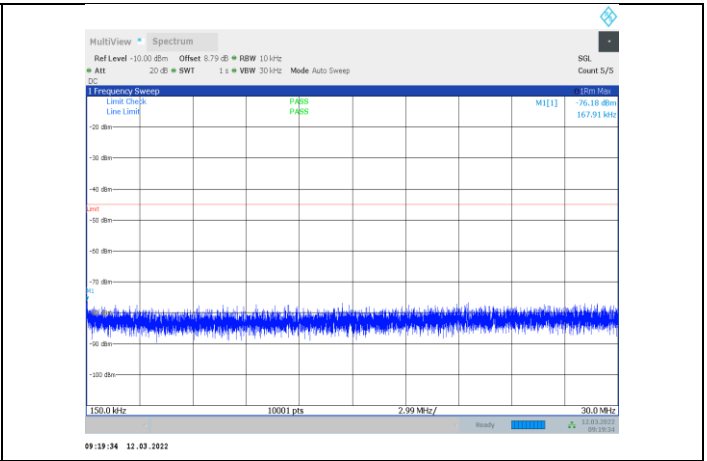 MultiView Spectrum
Ref Level -10.00 dBm Offset 8.79 dB RBW 10 kHz SGL
Att 20 dB SWT 1 s VBW 30 kHz Mode Auto Sweep Count 5/5
DC
1 Frequency Sweep 1Rm Max
Limit Check PASS M1[1] -76.18 dBm
Line Limit PASS 167.91 kHz
-20 dBm
-30 dBm
-40 dBm
Limit
-50 dBm
-60 dBm
-70 dBm
M1
-90 dBm
-100 dBm
150.0 kHz 10001 pts 2.99 MHz/ 30.0 MHz
Ready 12.03.2022
09:19:34
09:19:34 12.03.2022